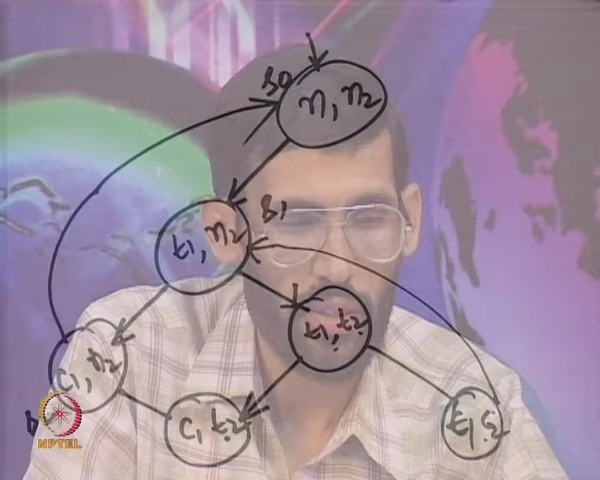 S0
n1, n2
S1
t1, n2
t1, t2
c1, n2
c1 t2
t1 c2
NPTEL